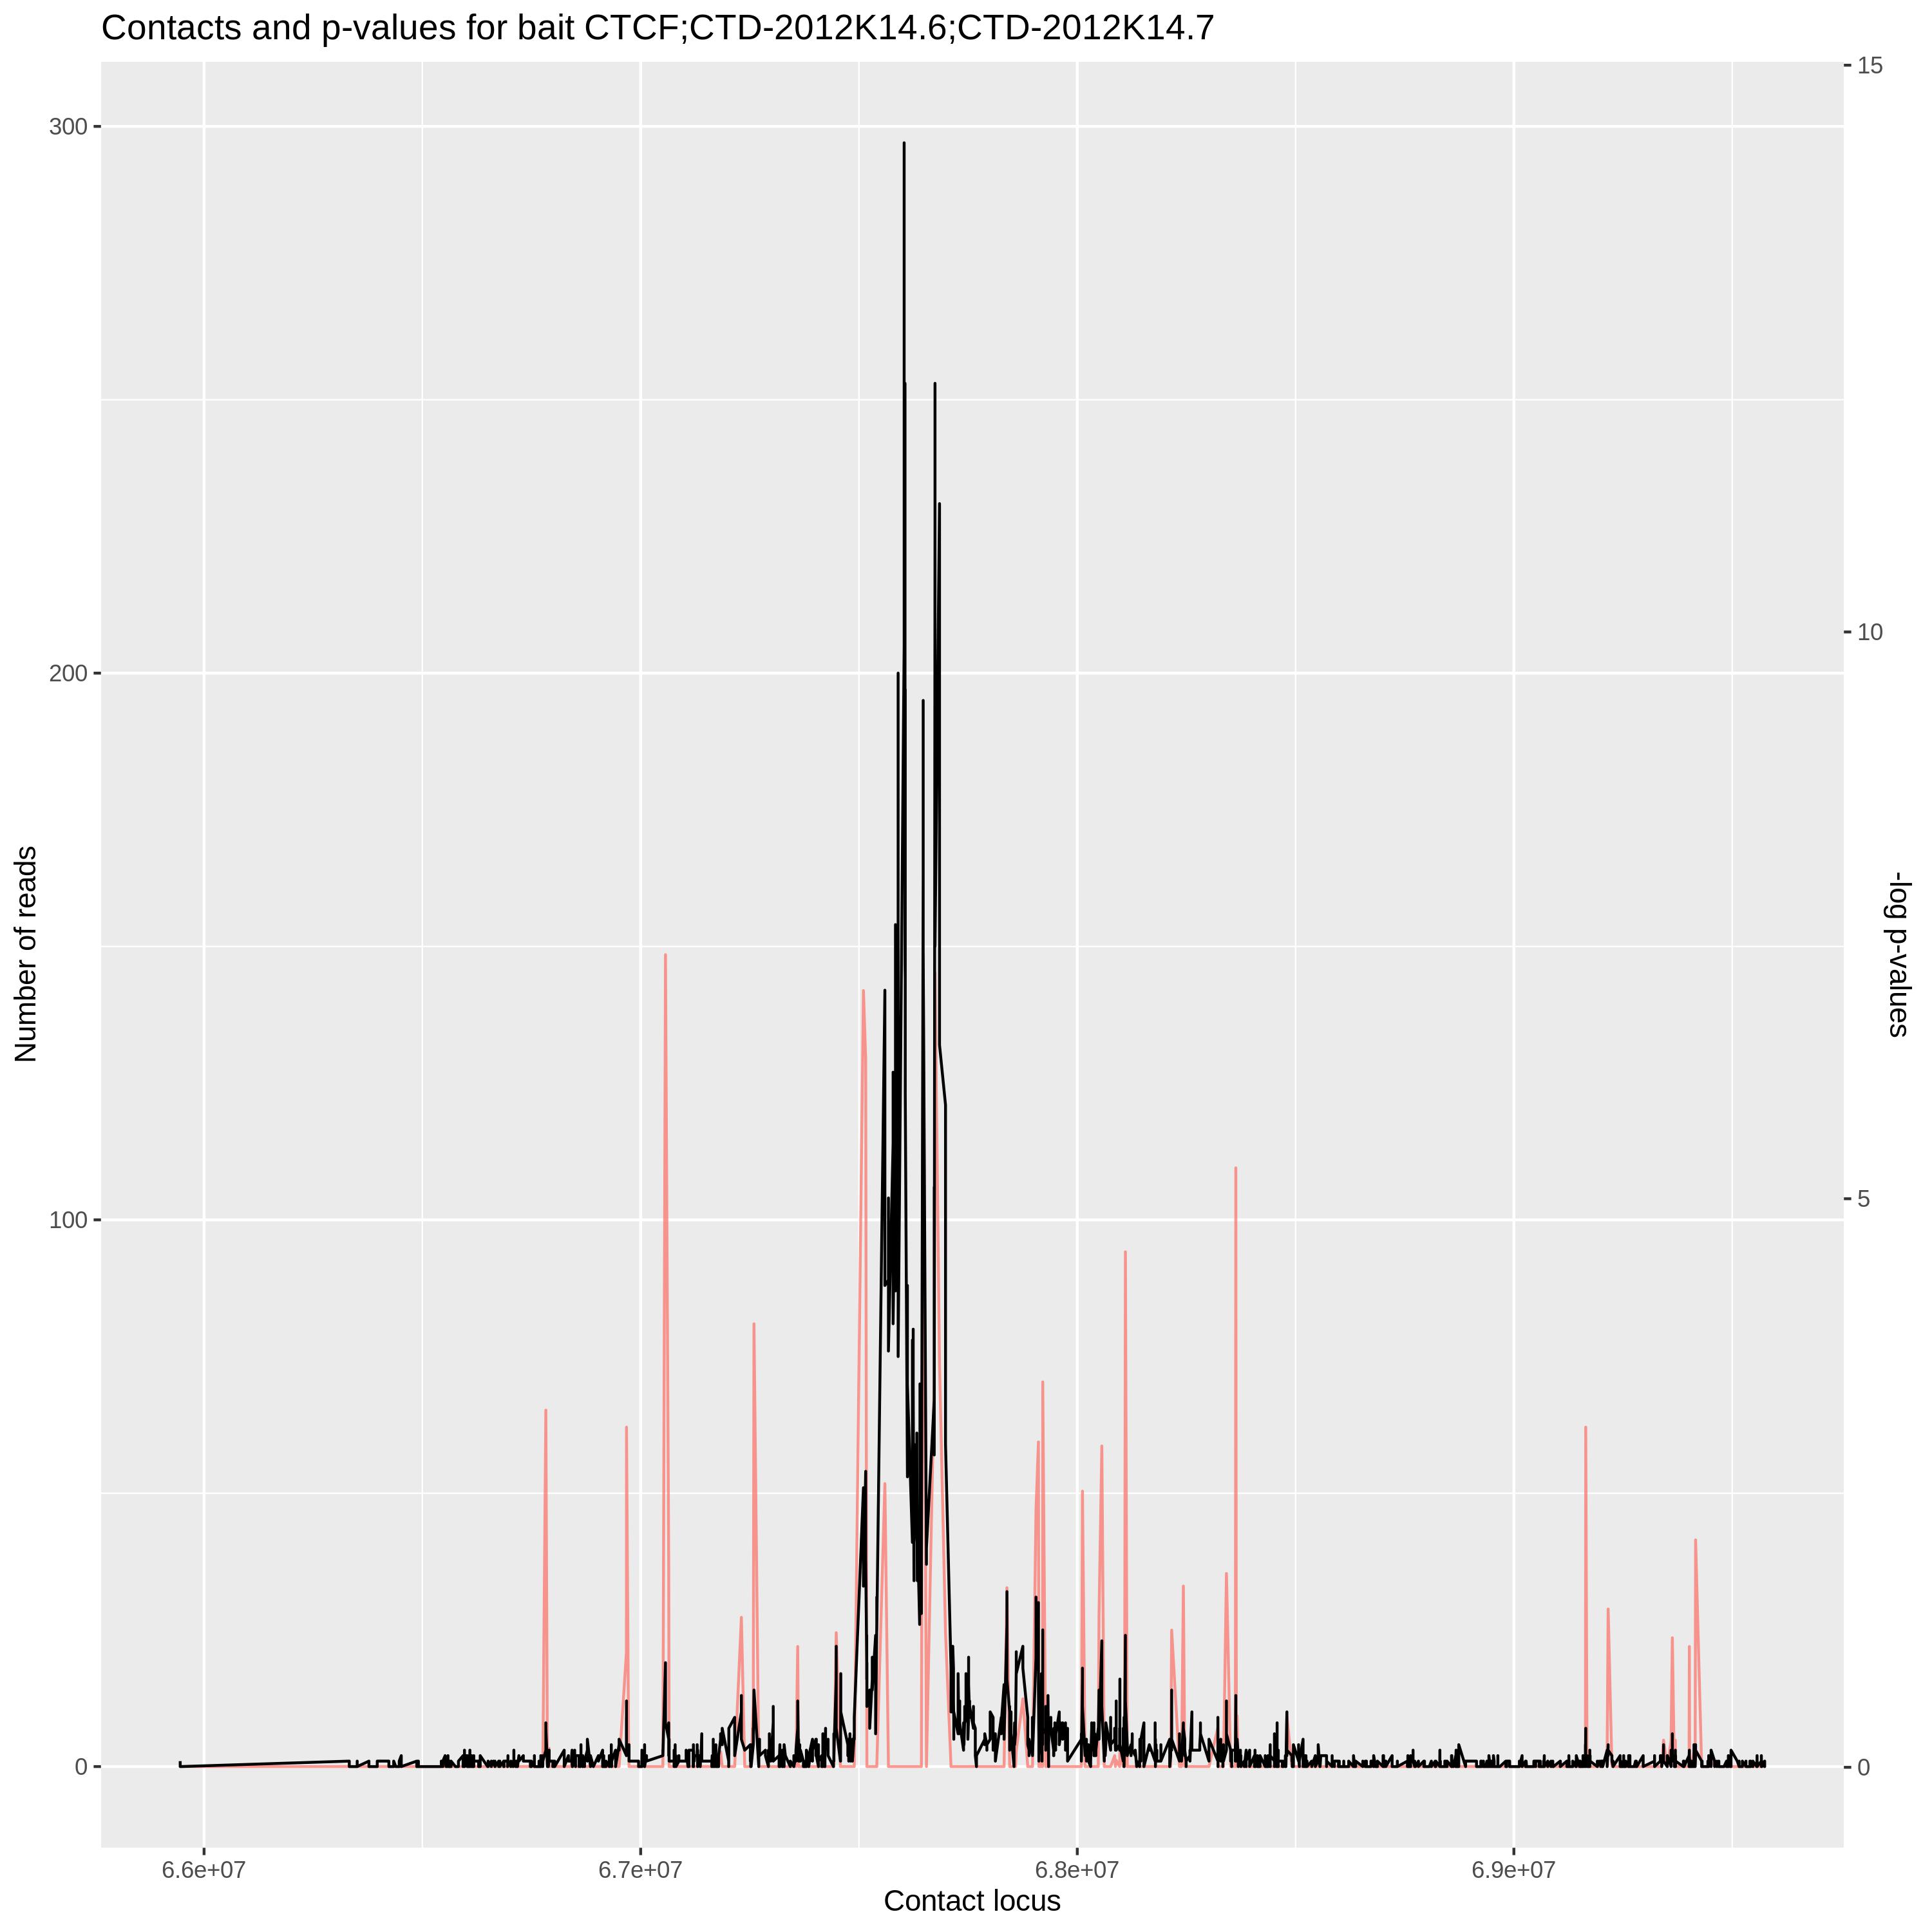 Contacts and p-values for bait CTCF;CTD-2012K14.6;CTD-2012K14.7
Number of reads
300
200
100
0
15
10
5
0
-log p-values
6.6e+07
6.7e+07
6.8e+07
6.9e+07
Contact locus